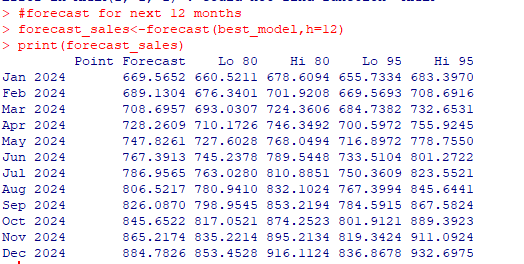 > #forecast for next 12 months
> forecast_sales<-forecast(best_model,h=12)
> print(forecast_sales)
Point Forecast Lo 80 Hi 80 Lo 95 Hi 95
Jan 2024 669.5652 660.5211 678.6094 655.7334 683.3970
Feb 2024 689.1304 676.3401 701.9208 669.5693 708.6916
Mar 2024 708.6957 693.0307 724.3606 684.7382 732.6531
Apr 2024 728.2609 710.1726 746.3492 700.5972 755.9245
May 2024 747.8261 727.6028 768.0494 716.8972 778.7550
Jun 2024 767.3913 745.2378 789.5448 733.5104 801.2722
Jul 2024 786.9565 763.0280 810.8851 750.3609 823.5521
Aug 2024 806.5217 780.9410 832.1024 767.3994 845.6441
Sep 2024 826.0870 798.9545 853.2194 784.5915 867.5824
Oct 2024 845.6522 817.0521 874.2523 801.9121 889.3923
Nov 2024 865.2174 835.2214 895.2134 819.3424 911.0924
Dec 2024 884.7826 853.4528 916.1124 836.8678 932.6975